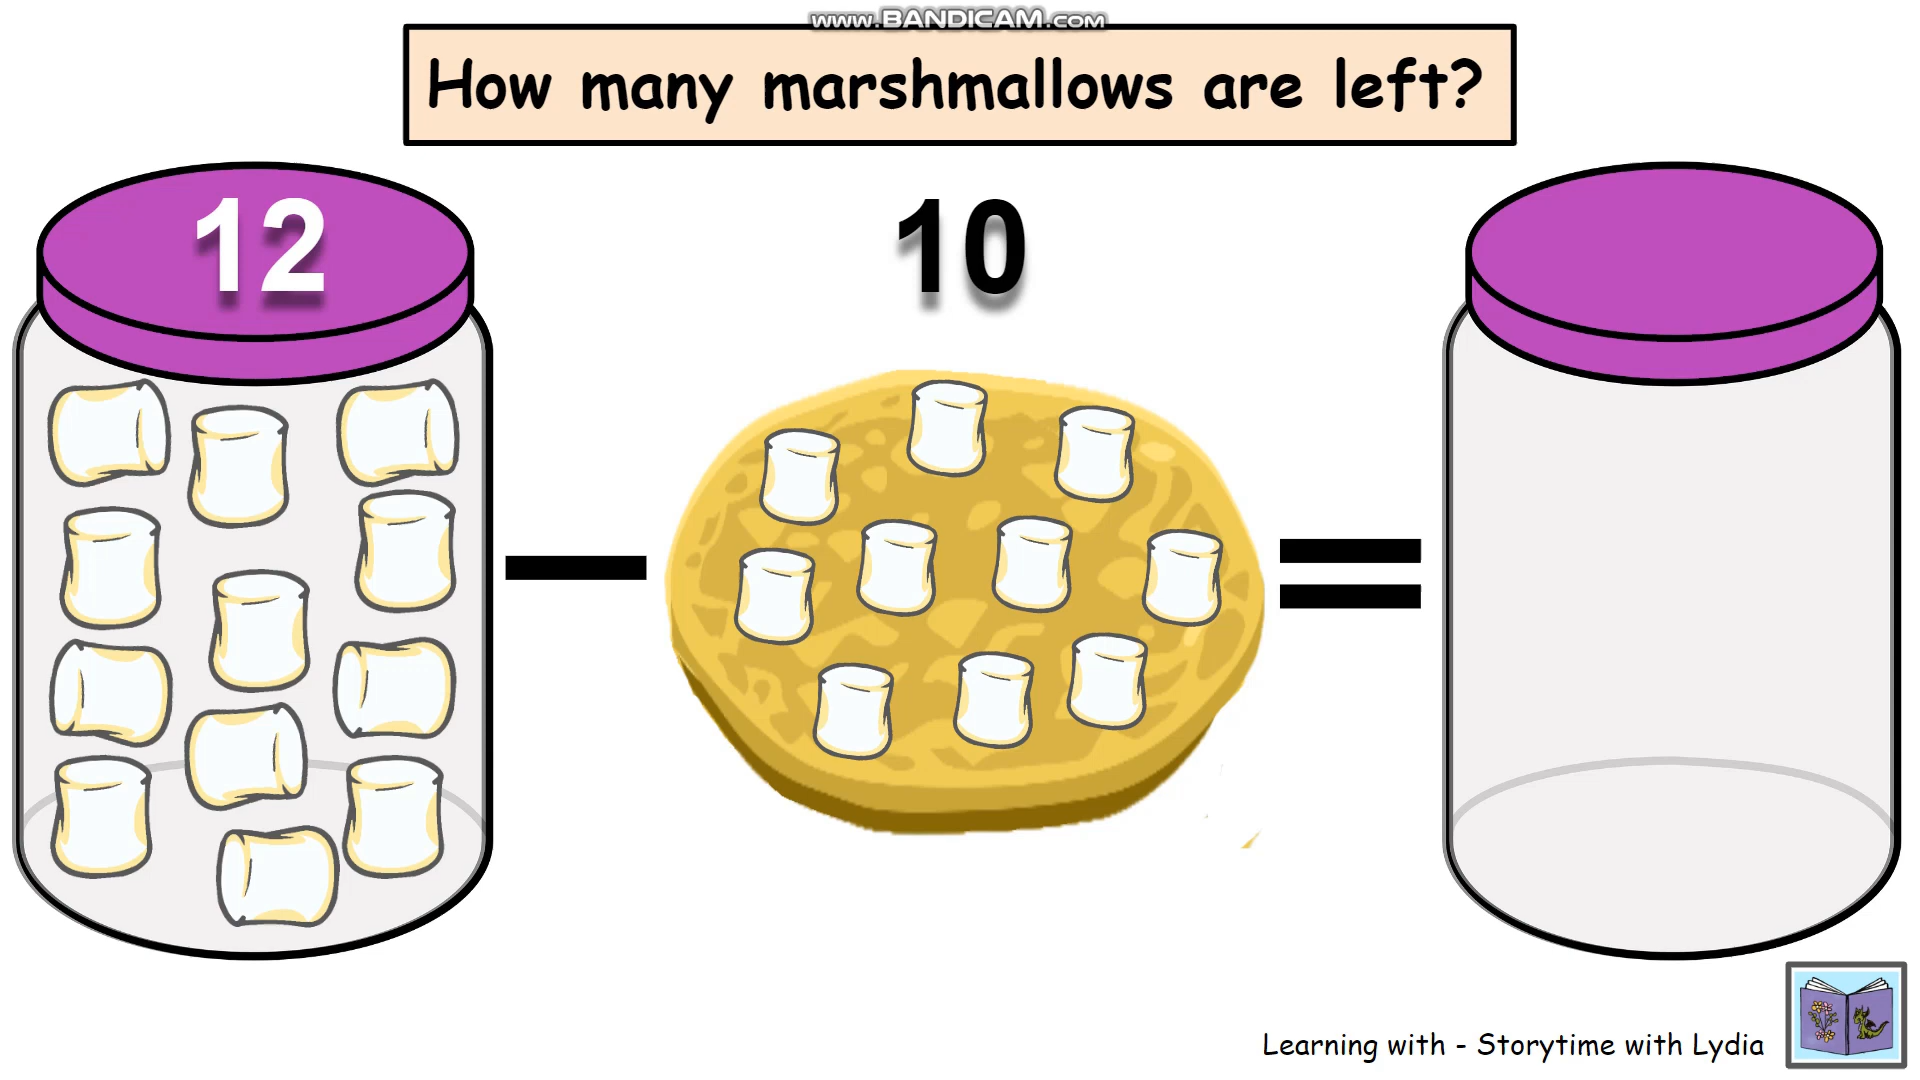 www.BANDICAM.com
How many marshmallows are left?
12
10
Learning with - Storytime with Lydia